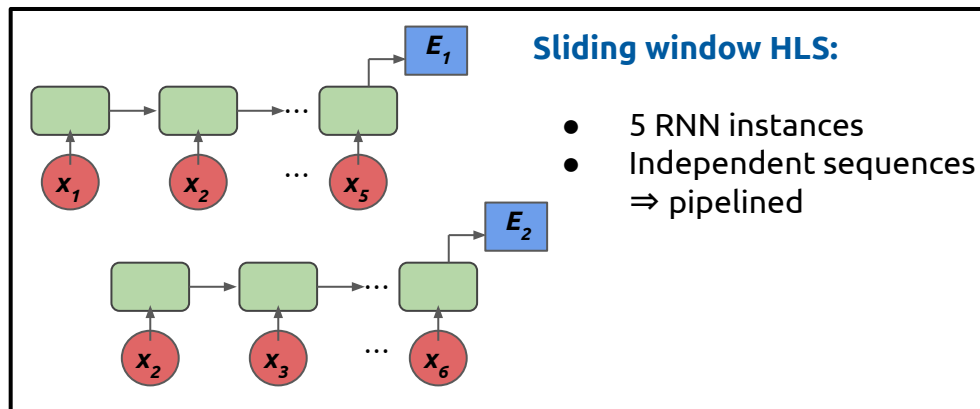 E₁
Sliding window HLS:
...
● 5 RNN instances
x₁ x₂ ... x₅
● Independent sequences
⇒ pipelined
E₂
...
x₂ x₃ ... x₆